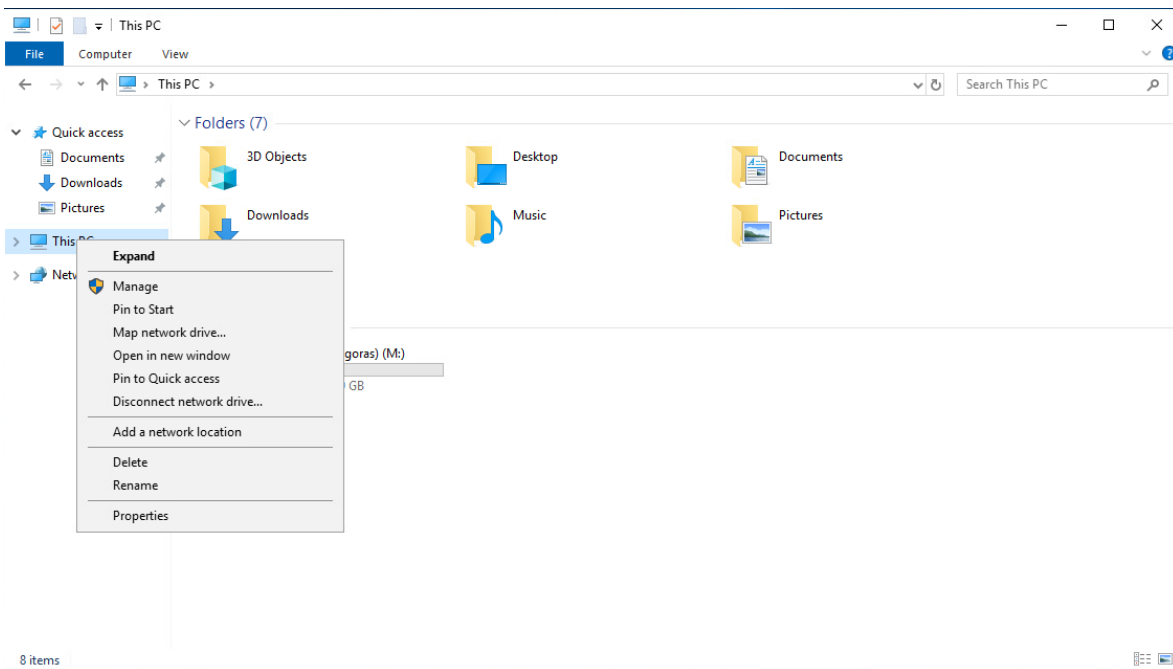 This PC
File Computer View
This PC
Search This PC
Quick access
Documents
Downloads
Pictures
This
Folders (7)
3D Objects Desktop Documents
Downloads Music Pictures
Expand
Manage
Pin to Start
Map network drive...
Open in new window
Pin to Quick access
Disconnect network drive...
Add a network location
Delete
Rename
Properties
goras) (M:)
GB
8 items